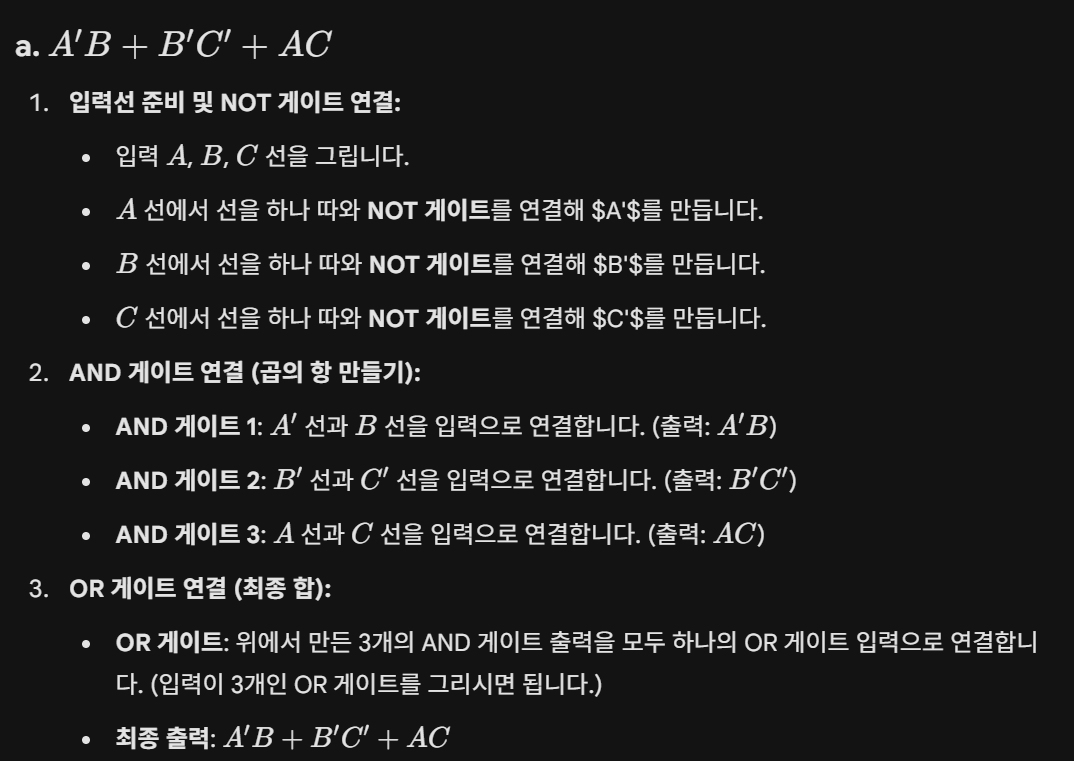 a. A′B + B′C′ + AC
1. 입력선 준비 및 NOT 게이트 연결:
• 입력 A, B, C 선을 그립니다.
• A 선에서 선을 하나 따와 NOT 게이트를 연결해 $A'$를 만듭니다.
• B 선에서 선을 하나 따와 NOT 게이트를 연결해 $B'$를 만듭니다.
• C 선에서 선을 하나 따와 NOT 게이트를 연결해 $C'$를 만듭니다.
2. AND 게이트 연결 (곱의 항 만들기):
• AND 게이트 1: A′ 선과 B 선을 입력으로 연결합니다. (출력: A′B)
• AND 게이트 2: B′ 선과 C′ 선을 입력으로 연결합니다. (출력: B′C′)
• AND 게이트 3: A 선과 C 선을 입력으로 연결합니다. (출력: AC)
3. OR 게이트 연결 (최종 합):
• OR 게이트: 위에서 만든 3개의 AND 게이트 출력을 모두 하나의 OR 게이트 입력으로 연결합니
다. (입력이 3개인 OR 게이트를 그리시면 됩니다.)
• 최종 출력: A′B + B′C′ + AC